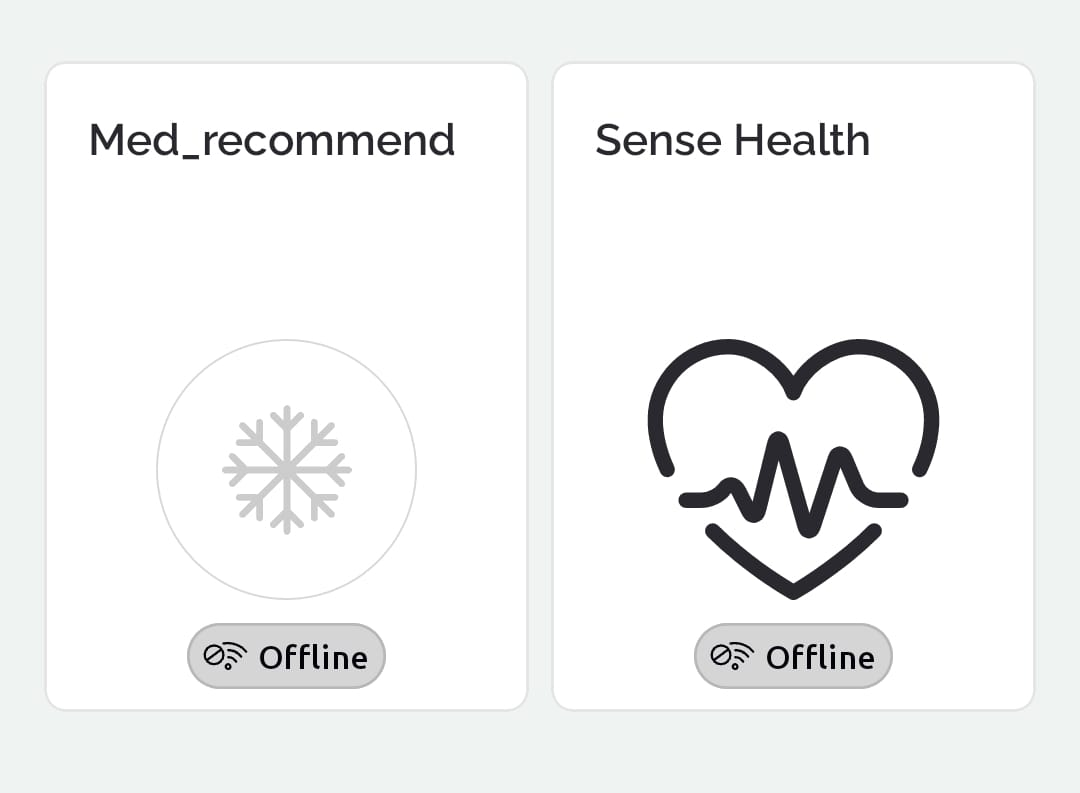 Med_recommend
Sense Health
Offline
Offline